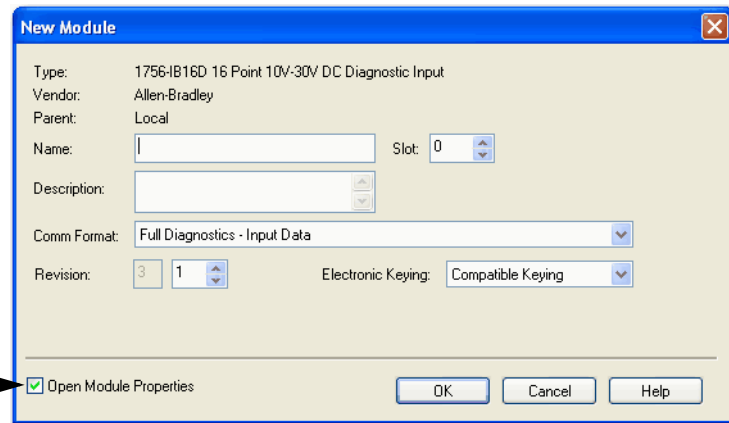 New Module
Type: 1756-IB16D 16 Point 10V-30V DC Diagnostic Input
Vendor: Allen-Bradley
Parent: Local
Name: Slot: 0
Description:
Comm Format: Full Diagnostics - Input Data
Revision: 3 1 Electronic Keying: Compatible Keying
Open Module Properties OK Cancel Help